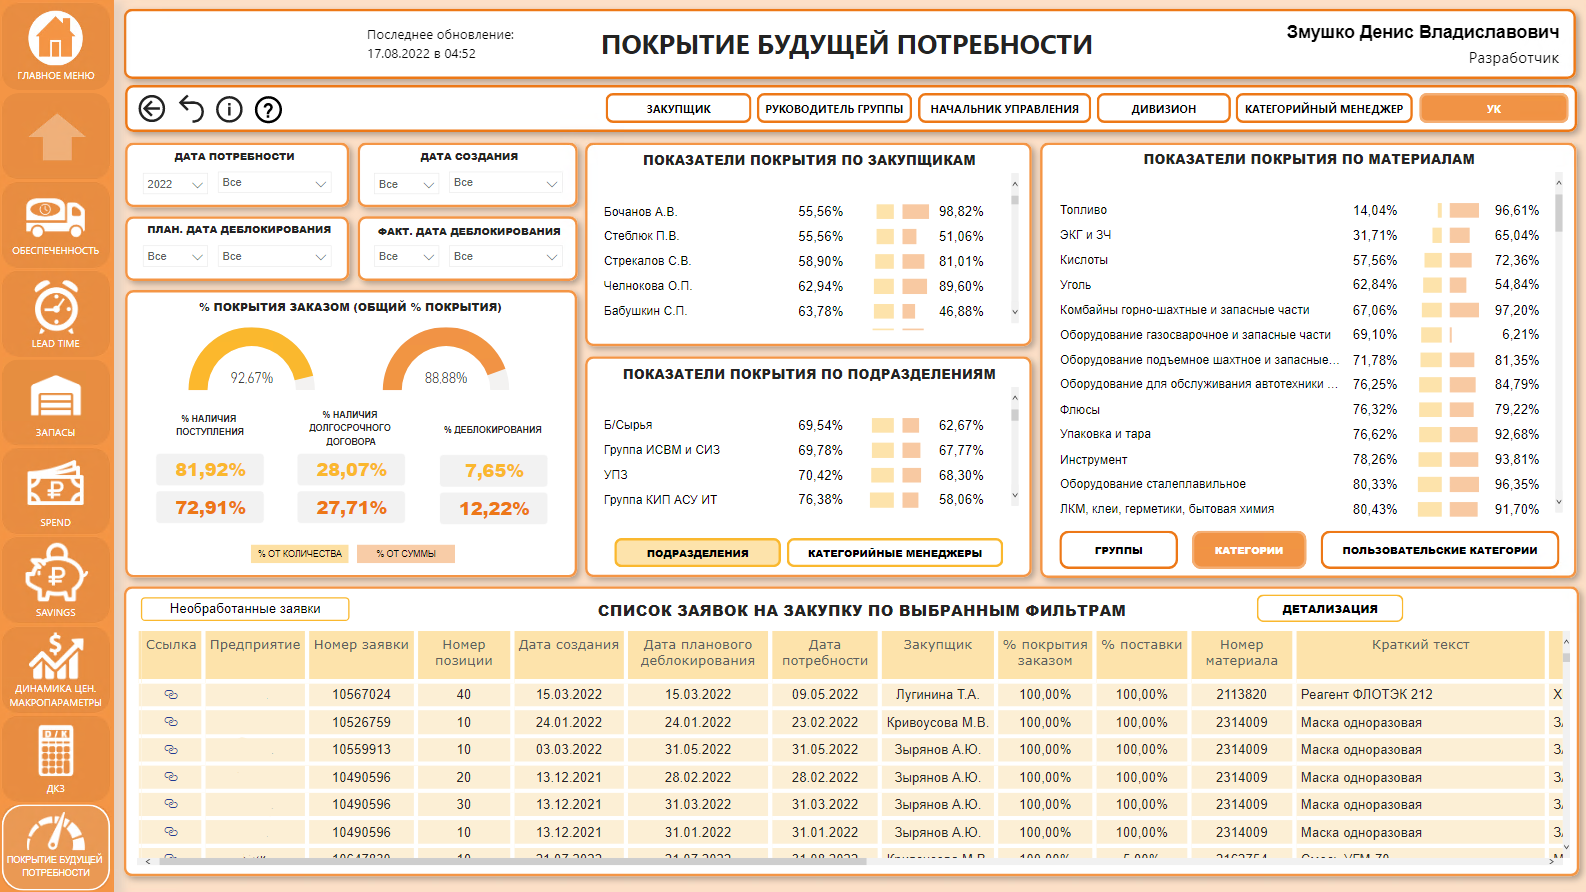 ГЛАВНОЕ МЕНЮ
ОБЕСПЕЧЕННОСТЬ
LEAD TIME
ЗАПАСЫ
SPEND
SAVINGS
ДИНАМИКА ЦЕН.
МАКРОПАРАМЕТРЫ
Д/К
ДКЗ
ПОКРЫТИЕ БУДУЩЕЙ
ПОТРЕБНОСТИ
Последнее обновление:
17.08.2022 в 04:52
ПОКРЫТИЕ БУДУЩЕЙ ПОТРЕБНОСТИ
Змушко Денис Владиславович
Разработчик
ЗАКУПЩИК
РУКОВОДИТЕЛЬ ГРУППЫ
НАЧАЛЬНИК УПРАВЛЕНИЯ
ДИВИЗИОН
КАТЕГОРИЙНЫЙ МЕНЕДЖЕР
УК
ДАТА ПОТРЕБНОСТИ
2022 Все
ДАТА СОЗДАНИЯ
Все Все
ПЛАН. ДАТА ДЕБЛОКИРОВАНИЯ
Все Все
ФАКТ. ДАТА ДЕБЛОКИРОВАНИЯ
Все Все
% ПОКРЫТИЯ ЗАКАЗОМ (ОБЩИЙ % ПОКРЫТИЯ)
92,67% 88,88%
% НАЛИЧИЯ
ПОСТУПЛЕНИЯ
% НАЛИЧИЯ
ДОЛГОСРОЧНОГО
ДОГОВОРА
% ДЕБЛОКИРОВАНИЯ
81,92% 28,07% 7,65%
72,91% 27,71% 12,22%
% ОТ КОЛИЧЕСТВА % ОТ СУММЫ
ПОКАЗАТЕЛИ ПОКРЫТИЯ ПО ЗАКУПЩИКАМ
Бочанов А.В. 55,56% 98,82%
Стеблюк П.В. 55,56% 51,06%
Стрекалов С.В. 58,90% 81,01%
Челнокова О.П. 62,94% 89,60%
Бабушкин С.П. 63,78% 46,88%
ПОКАЗАТЕЛИ ПОКРЫТИЯ ПО ПОДРАЗДЕЛЕНИЯМ
Б/Сырья 69,54% 62,67%
Группа ИСВМ и СИЗ 69,78% 67,77%
УПЗ 70,42% 68,30%
Группа КИП АСУ ИТ 76,38% 58,06%
ПОДРАЗДЕЛЕНИЯ КАТЕГОРИЙНЫЕ МЕНЕДЖЕРЫ
ПОКАЗАТЕЛИ ПОКРЫТИЯ ПО МАТЕРИАЛАМ
Топливо 14,04% 96,61%
ЭКГ и ЗЧ 31,71% 65,04%
Кислоты 57,56% 72,36%
Уголь 62,84% 54,84%
Комбайны горно-шахтные и запасные части 67,06% 97,20%
Оборудование газосварочное и запасные части 69,10% 6,21%
Оборудование подъемное шахтное и запасные... 71,78% 81,35%
Оборудование для обслуживания автотехники ... 76,25% 84,79%
Флюсы 76,32% 79,22%
Упаковка и тара 76,62% 92,68%
Инструмент 78,26% 93,81%
Оборудование сталеплавильное 80,33% 96,35%
ЛКМ, клеи, герметики, бытовая химия 80,43% 91,70%
ГРУППЫ КАТЕГОРИИ ПОЛЬЗОВАТЕЛЬСКИЕ КАТЕГОРИИ
Необработанные заявки
СПИСОК ЗАЯВОК НА ЗАКУПКУ ПО ВЫБРАННЫМ ФИЛЬТРАМ
ДЕТАЛИЗАЦИЯ
Ссылка Предприятие Номер заявки Номер позиции Дата создания Дата планового деблокирования Дата потребности Закупщик % покрытия заказом % поставки Номер материала Краткий текст
10567024 40 15.03.2022 15.03.2022 09.05.2022 Лугинина Т.А. 100,00% 100,00% 2113820 Реагент ФЛОТЭК 212 Х
10526759 10 24.01.2022 24.01.2022 23.02.2022 Кривоусова М.В. 100,00% 100,00% 2314009 Маска одноразовая
10559913 10 03.03.2022 31.05.2022 31.05.2022 Зырянов А.Ю. 100,00% 100,00% 2314009 Маска одноразовая
10490596 20 13.12.2021 28.02.2022 28.02.2022 Зырянов А.Ю. 100,00% 100,00% 2314009 Маска одноразовая
10490596 30 13.12.2021 31.03.2022 31.03.2022 Зырянов А.Ю. 100,00% 100,00% 2314009 Маска одноразовая
10490596 10 13.12.2021 31.01.2022 31.01.2022 Зырянов А.Ю. 100,00% 100,00% 2314009 Маска одноразовая